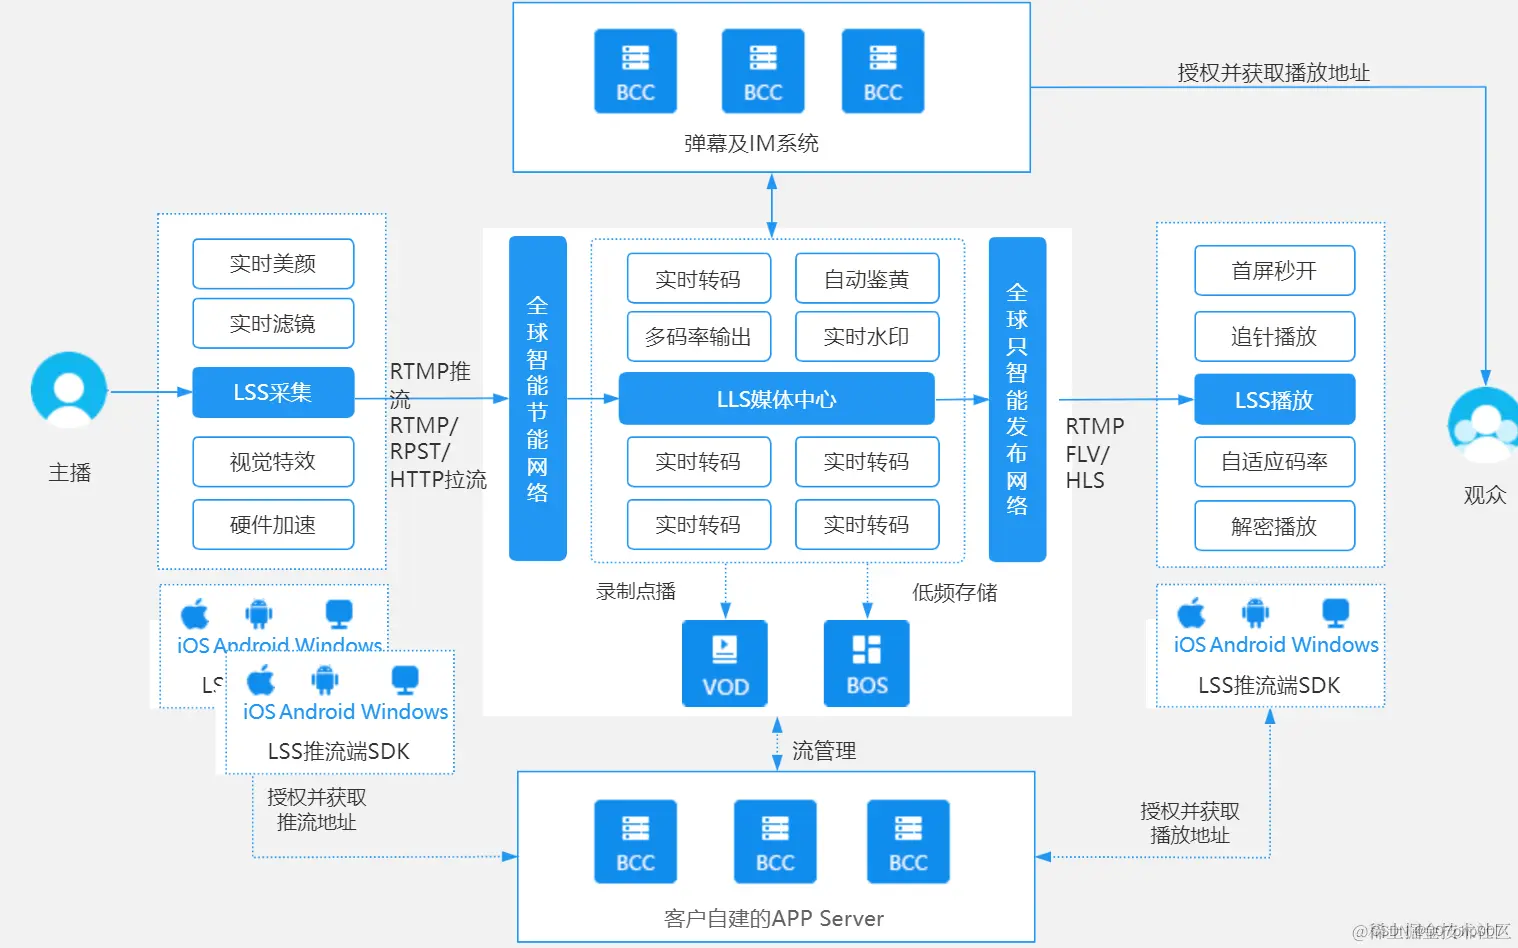 BCC
BCC
BCC
弹幕及IM系统
授权并获取播放地址
实时美颜
实时滤镜
LSS采集
视觉特效
硬件加速
主播
RTMP推
流
RTMP/
RPST/
HTTP拉流
全球智能节能网络
实时转码
自动鉴黄
多码率输出
实时水印
LLS媒体中心
实时转码
实时转码
实时转码
实时转码
全球只智能发布网络
RTMP
FLV/
HLS
首屏秒开
追针播放
LSS播放
自适应码率
解密播放
观众
录制点播
低频存储
VOD
BOS
iOS Android Windows
LS
iOS Android Windows
LSS推流端SDK
iOS Android Windows
LSS推流端SDK
流管理
授权并获取
推流地址
授权并获取
播放地址
BCC
BCC
BCC
客户自建的APP Server
@稀土掘金技术社区